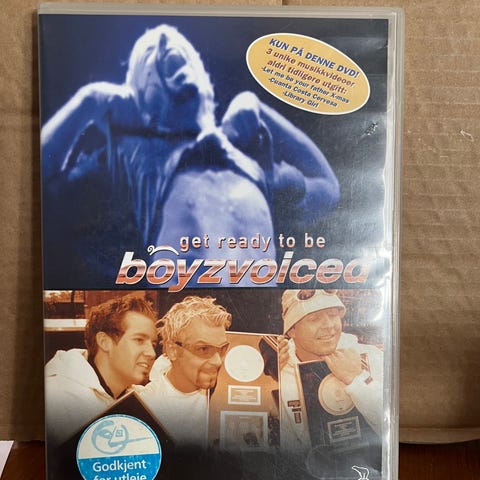 KUN PÅ DENNE DVD!
3 unike musikkvideoer
aldri tidligere utgitt:
-Let me be your father X-mas
-Cuanta Costa Cervesa
-Library Girl
get ready to be
boyzvoiced
Godkjent
for utleie